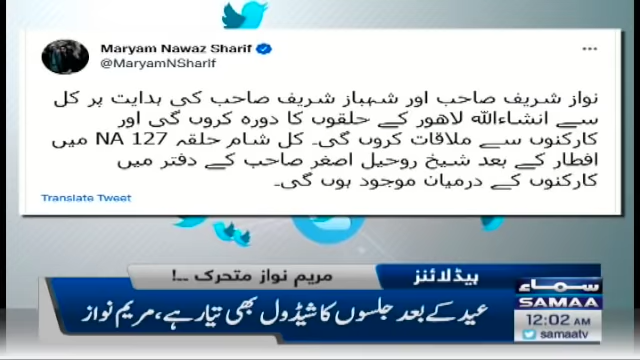 Maryam Nawaz Sharif
@MaryamNSharIf
نواز شریف صاحب اور شہباز شریف صاحب کی ہدایت پر کل
سے انشاءاللہ لاھور کے حلقوں کا دورہ کروں گی اور
کارکنوں سے ملاقات کروں گی۔ کل شام حلقہ NA 127 میں
افطار کے بعد شیخ روحیل اصغر صاحب کے دفتر میں
کارکنوں کے درمیان موجود ہوں گی۔
Translate Tweet
ہیڈلائنز
مریم نواز متحرک --!
عید کے بعد جلسوں کا شیڈول بھی تیار ہے، مریم نواز
سماء
SAMAA
12:02 AM
samaatv